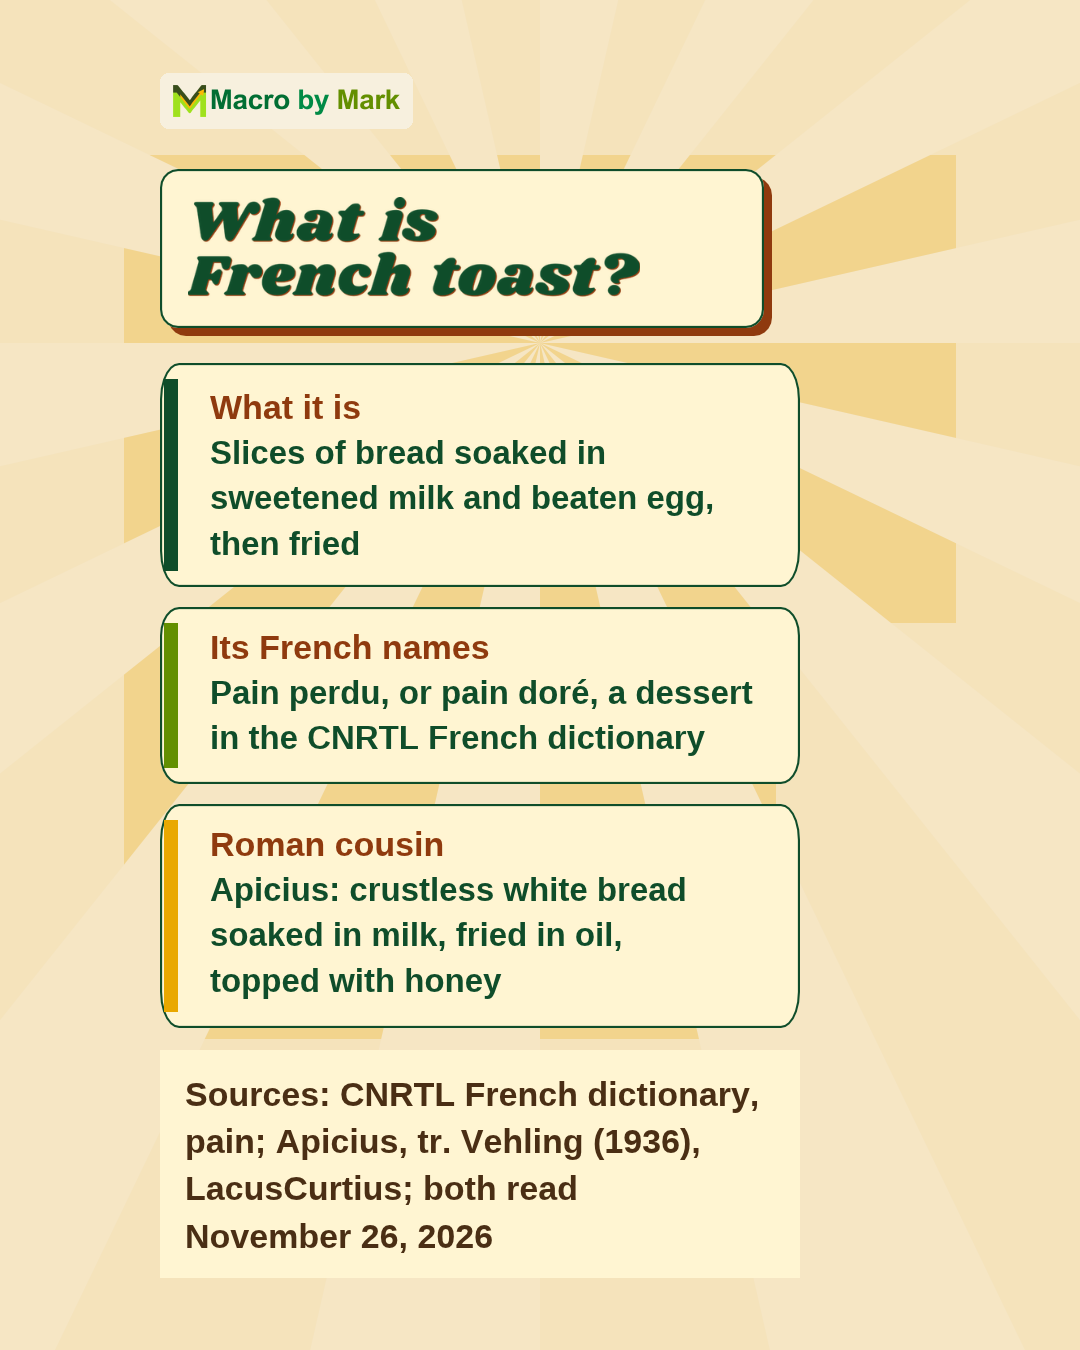 Macro by Mark
What is
French toast?
What it is
Slices of bread soaked in
sweetened milk and beaten egg,
then fried
Its French names
Pain perdu, or pain doré, a dessert
in the CNRTL French dictionary
Roman cousin
Apicius: crustless white bread
soaked in milk, fried in oil,
topped with honey
Sources: CNRTL French dictionary,
pain; Apicius, tr. Vehling (1936),
LacusCurtius; both read
November 26, 2026